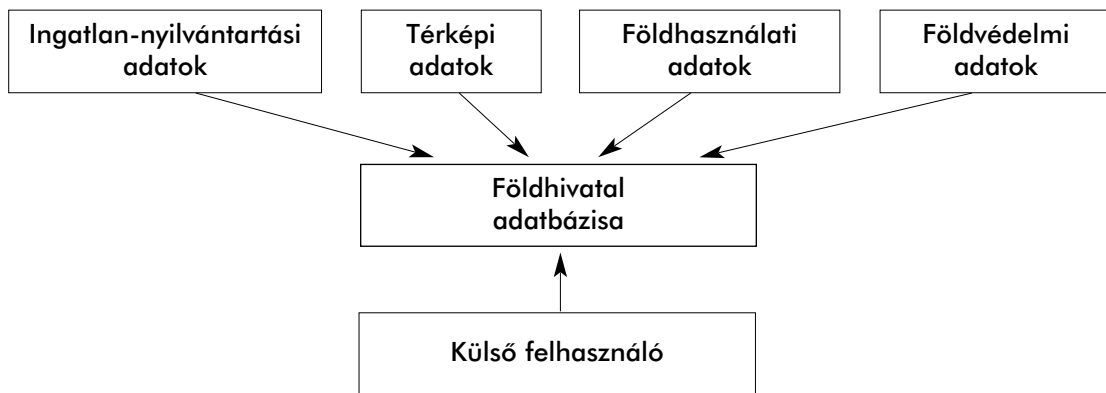 Ingatlan-nyilvántartási
adatok
Térképi
adatok
Földhasználati
adatok
Földvédelmi
adatok
Földhivatal
adatbázisa
Külső felhasználó